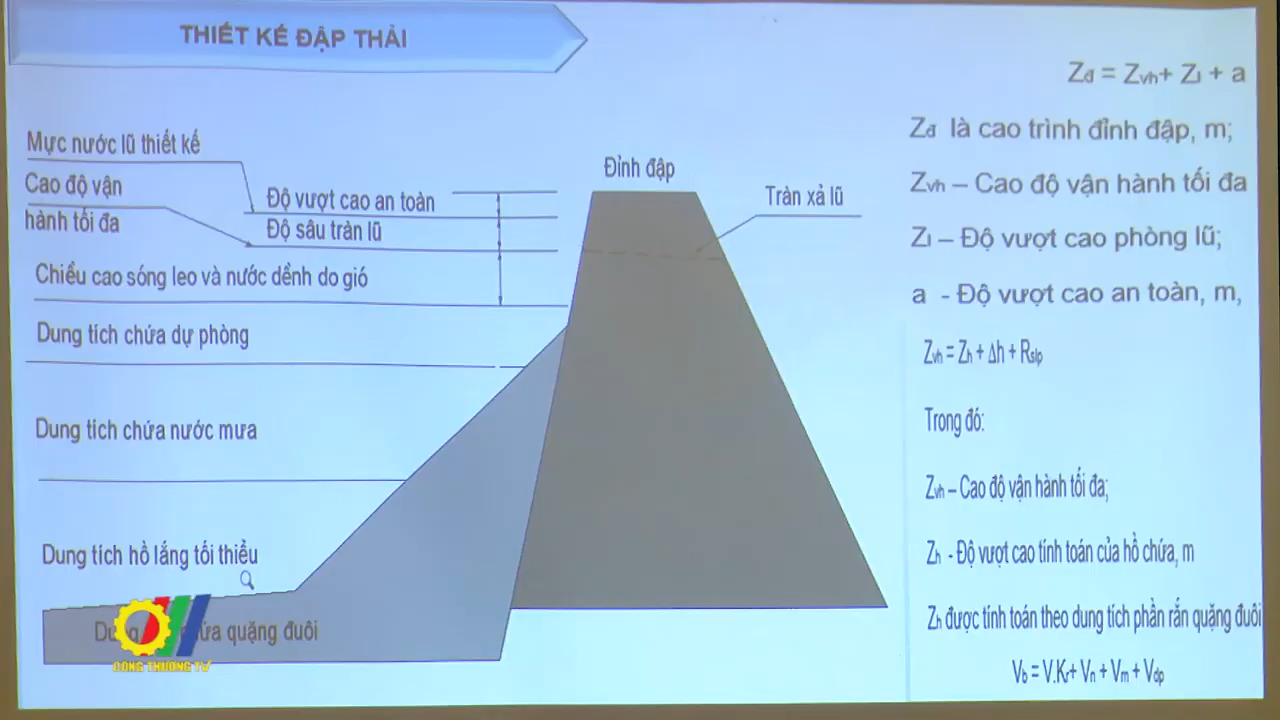 THIẾT KẾ ĐẬP THẢI
Mực nước lũ thiết kế
Cao độ vận
hành tối đa
Độ vượt cao an toàn
Độ sâu tràn lũ
Chiều cao sóng leo và nước dềnh do gió
Dung tích chứa dự phòng
Dung tích chứa nước mưa
Dung tích hồ lắng tối thiểu
quặng đuôi
CÔNG THƯƠNG TV
Đỉnh đập
Tràn xả lũ
Zđ = Zvh+ Zl + a
Zđ là cao trình đỉnh đập, m;
Zvh – Cao độ vận hành tối đa
Zl – Độ vượt cao phòng lũ;
a - Độ vượt cao an toàn, m,
Zvh = Zh + Δh + Rslp
Trong đó:
Zvh – Cao độ vận hành tối đa;
Zh - Độ vượt cao tính toán của hồ chứa, m
Zh được tính toán theo dung tích phần rắn quặng đuôi
Vb = V.Kr+ Vn + Vm + Vdp